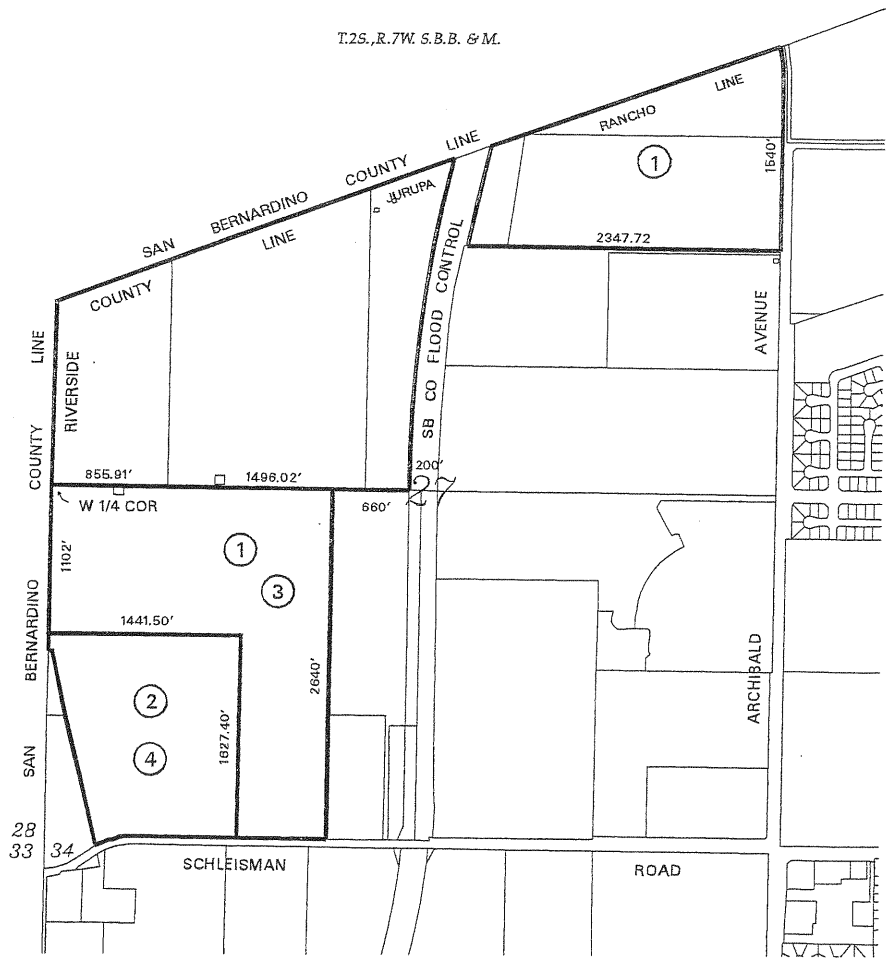 T.2S.,R.7W. S.B.B. & M.
SAN BERNARDINO COUNTY LINE
RANCHO LINE
1
1640'
JURUPA
COUNTY LINE
2347.72
SB CO FLOOD CONTROL
AVENUE
COUNTY LINE
RIVERSIDE
855.91'
1496.02'
200'
27
W 1/4 COR
660'
1102'
1
3
1441.50'
SAN BERNARDINO
2640'
ARCHIBALD
2
1627.40'
4
28
33 34
SCHLEISMAN ROAD